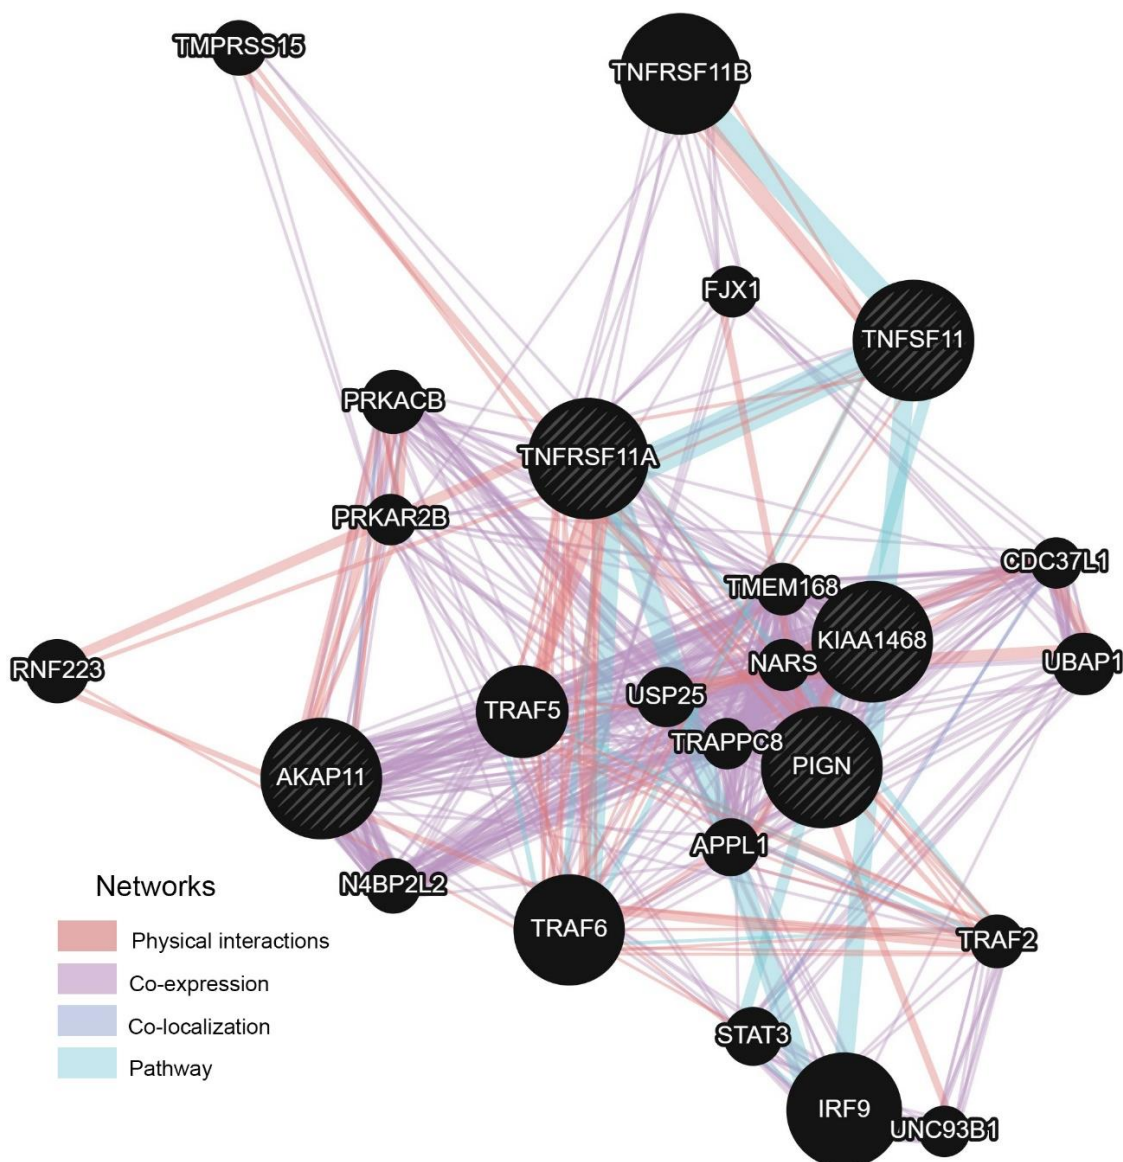 TMPRSS15
TNFRSF11B
FJX1
TNFSF11
PRKACB
TNFRSF11A
PRKAR2B
CDC37L1
TMEM168
KIAA1468
NARS
UBAP1
RNF223
USP25
TRAF5
TRAPPC8
PIGN
AKAP11
APPL1
N4BP2L2
TRAF6
TRAF2
STAT3
IRF9
UNC93B1
Networks
Physical interactions
Co-expression
Co-localization
Pathway